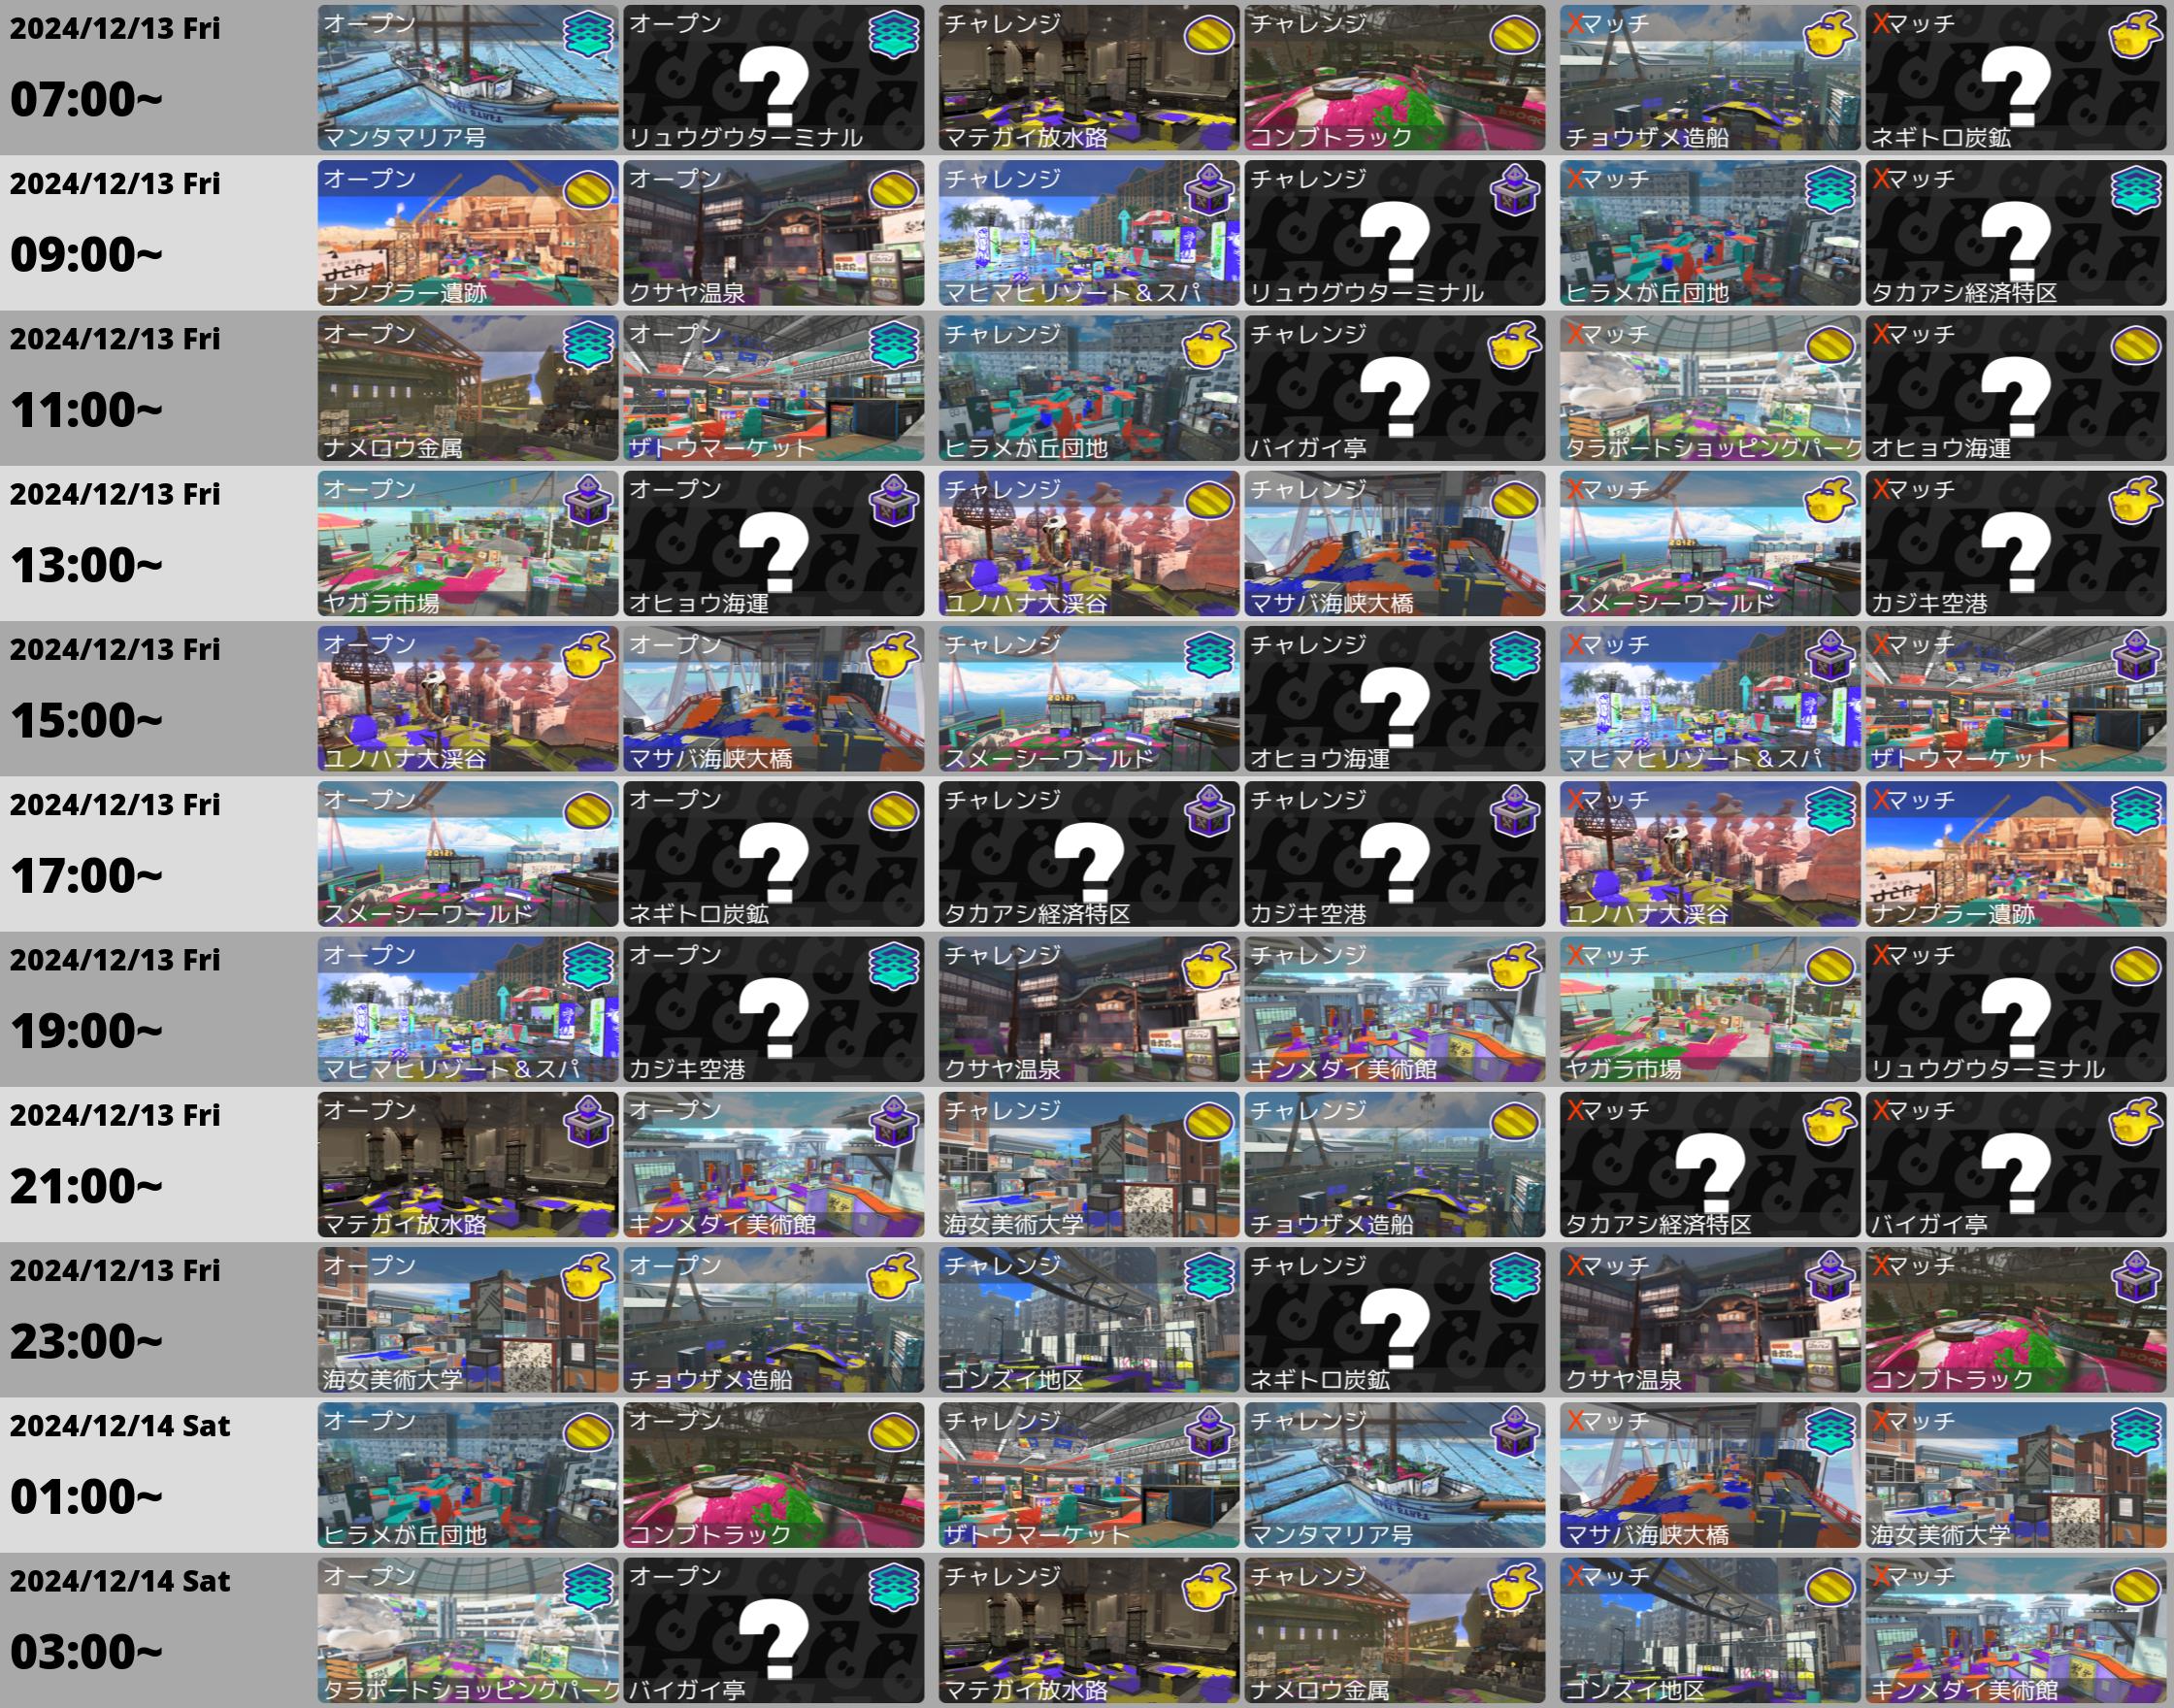 2024/12/13 Fri
07:00~
オープン
マンタマリア号
オープン
リュウグウターミナル
チャレンジ
マテガイ放水路
チャレンジ
コンブトラック
Xマッチ
チョウザメ造船
Xマッチ
ネギトロ炭鉱
2024/12/13 Fri
09:00~
オープン
ナンプラー遺跡
オープン
クサヤ温泉
チャレンジ
マヒマヒリゾート＆スパ
チャレンジ
リュウグウターミナル
Xマッチ
ヒラメが丘団地
Xマッチ
タカアシ経済特区
2024/12/13 Fri
11:00~
オープン
ナメロウ金属
オープン
ザトウマーケット
チャレンジ
ヒラメが丘団地
チャレンジ
バイガイ亭
Xマッチ
タラポートショッピングパーク
Xマッチ
オヒョウ海運
2024/12/13 Fri
13:00~
オープン
ヤガラ市場
オープン
オヒョウ海運
チャレンジ
ユノハナ大渓谷
チャレンジ
マサバ海峡大橋
Xマッチ
スメーシーワールド
Xマッチ
カジキ空港
2024/12/13 Fri
15:00~
オープン
ユノハナ大渓谷
オープン
マサバ海峡大橋
チャレンジ
スメーシーワールド
チャレンジ
オヒョウ海運
Xマッチ
マヒマヒリゾート＆スパ
Xマッチ
ザトウマーケット
2024/12/13 Fri
17:00~
オープン
スメーシーワールド
オープン
ネギトロ炭鉱
チャレンジ
タカアシ経済特区
チャレンジ
カジキ空港
Xマッチ
ユノハナ大渓谷
Xマッチ
ナンプラー遺跡
2024/12/13 Fri
19:00~
オープン
マヒマヒリゾート＆スパ
オープン
カジキ空港
チャレンジ
クサヤ温泉
チャレンジ
キンメダイ美術館
Xマッチ
ヤガラ市場
Xマッチ
リュウグウターミナル
2024/12/13 Fri
21:00~
オープン
マテガイ放水路
オープン
キンメダイ美術館
チャレンジ
海女美術大学
チャレンジ
チョウザメ造船
Xマッチ
タカアシ経済特区
Xマッチ
バイガイ亭
2024/12/13 Fri
23:00~
オープン
海女美術大学
オープン
チョウザメ造船
チャレンジ
ゴンズイ地区
チャレンジ
ネギトロ炭鉱
Xマッチ
クサヤ温泉
Xマッチ
コンブトラック
2024/12/14 Sat
01:00~
オープン
ヒラメが丘団地
オープン
コンブトラック
チャレンジ
ザトウマーケット
チャレンジ
マンタマリア号
Xマッチ
マサバ海峡大橋
Xマッチ
海女美術大学
2024/12/14 Sat
03:00~
オープン
タラポートショッピングパーク
オープン
バイガイ亭
チャレンジ
マテガイ放水路
チャレンジ
ナメロウ金属
Xマッチ
ゴンズイ地区
Xマッチ
キンメダイ美術館